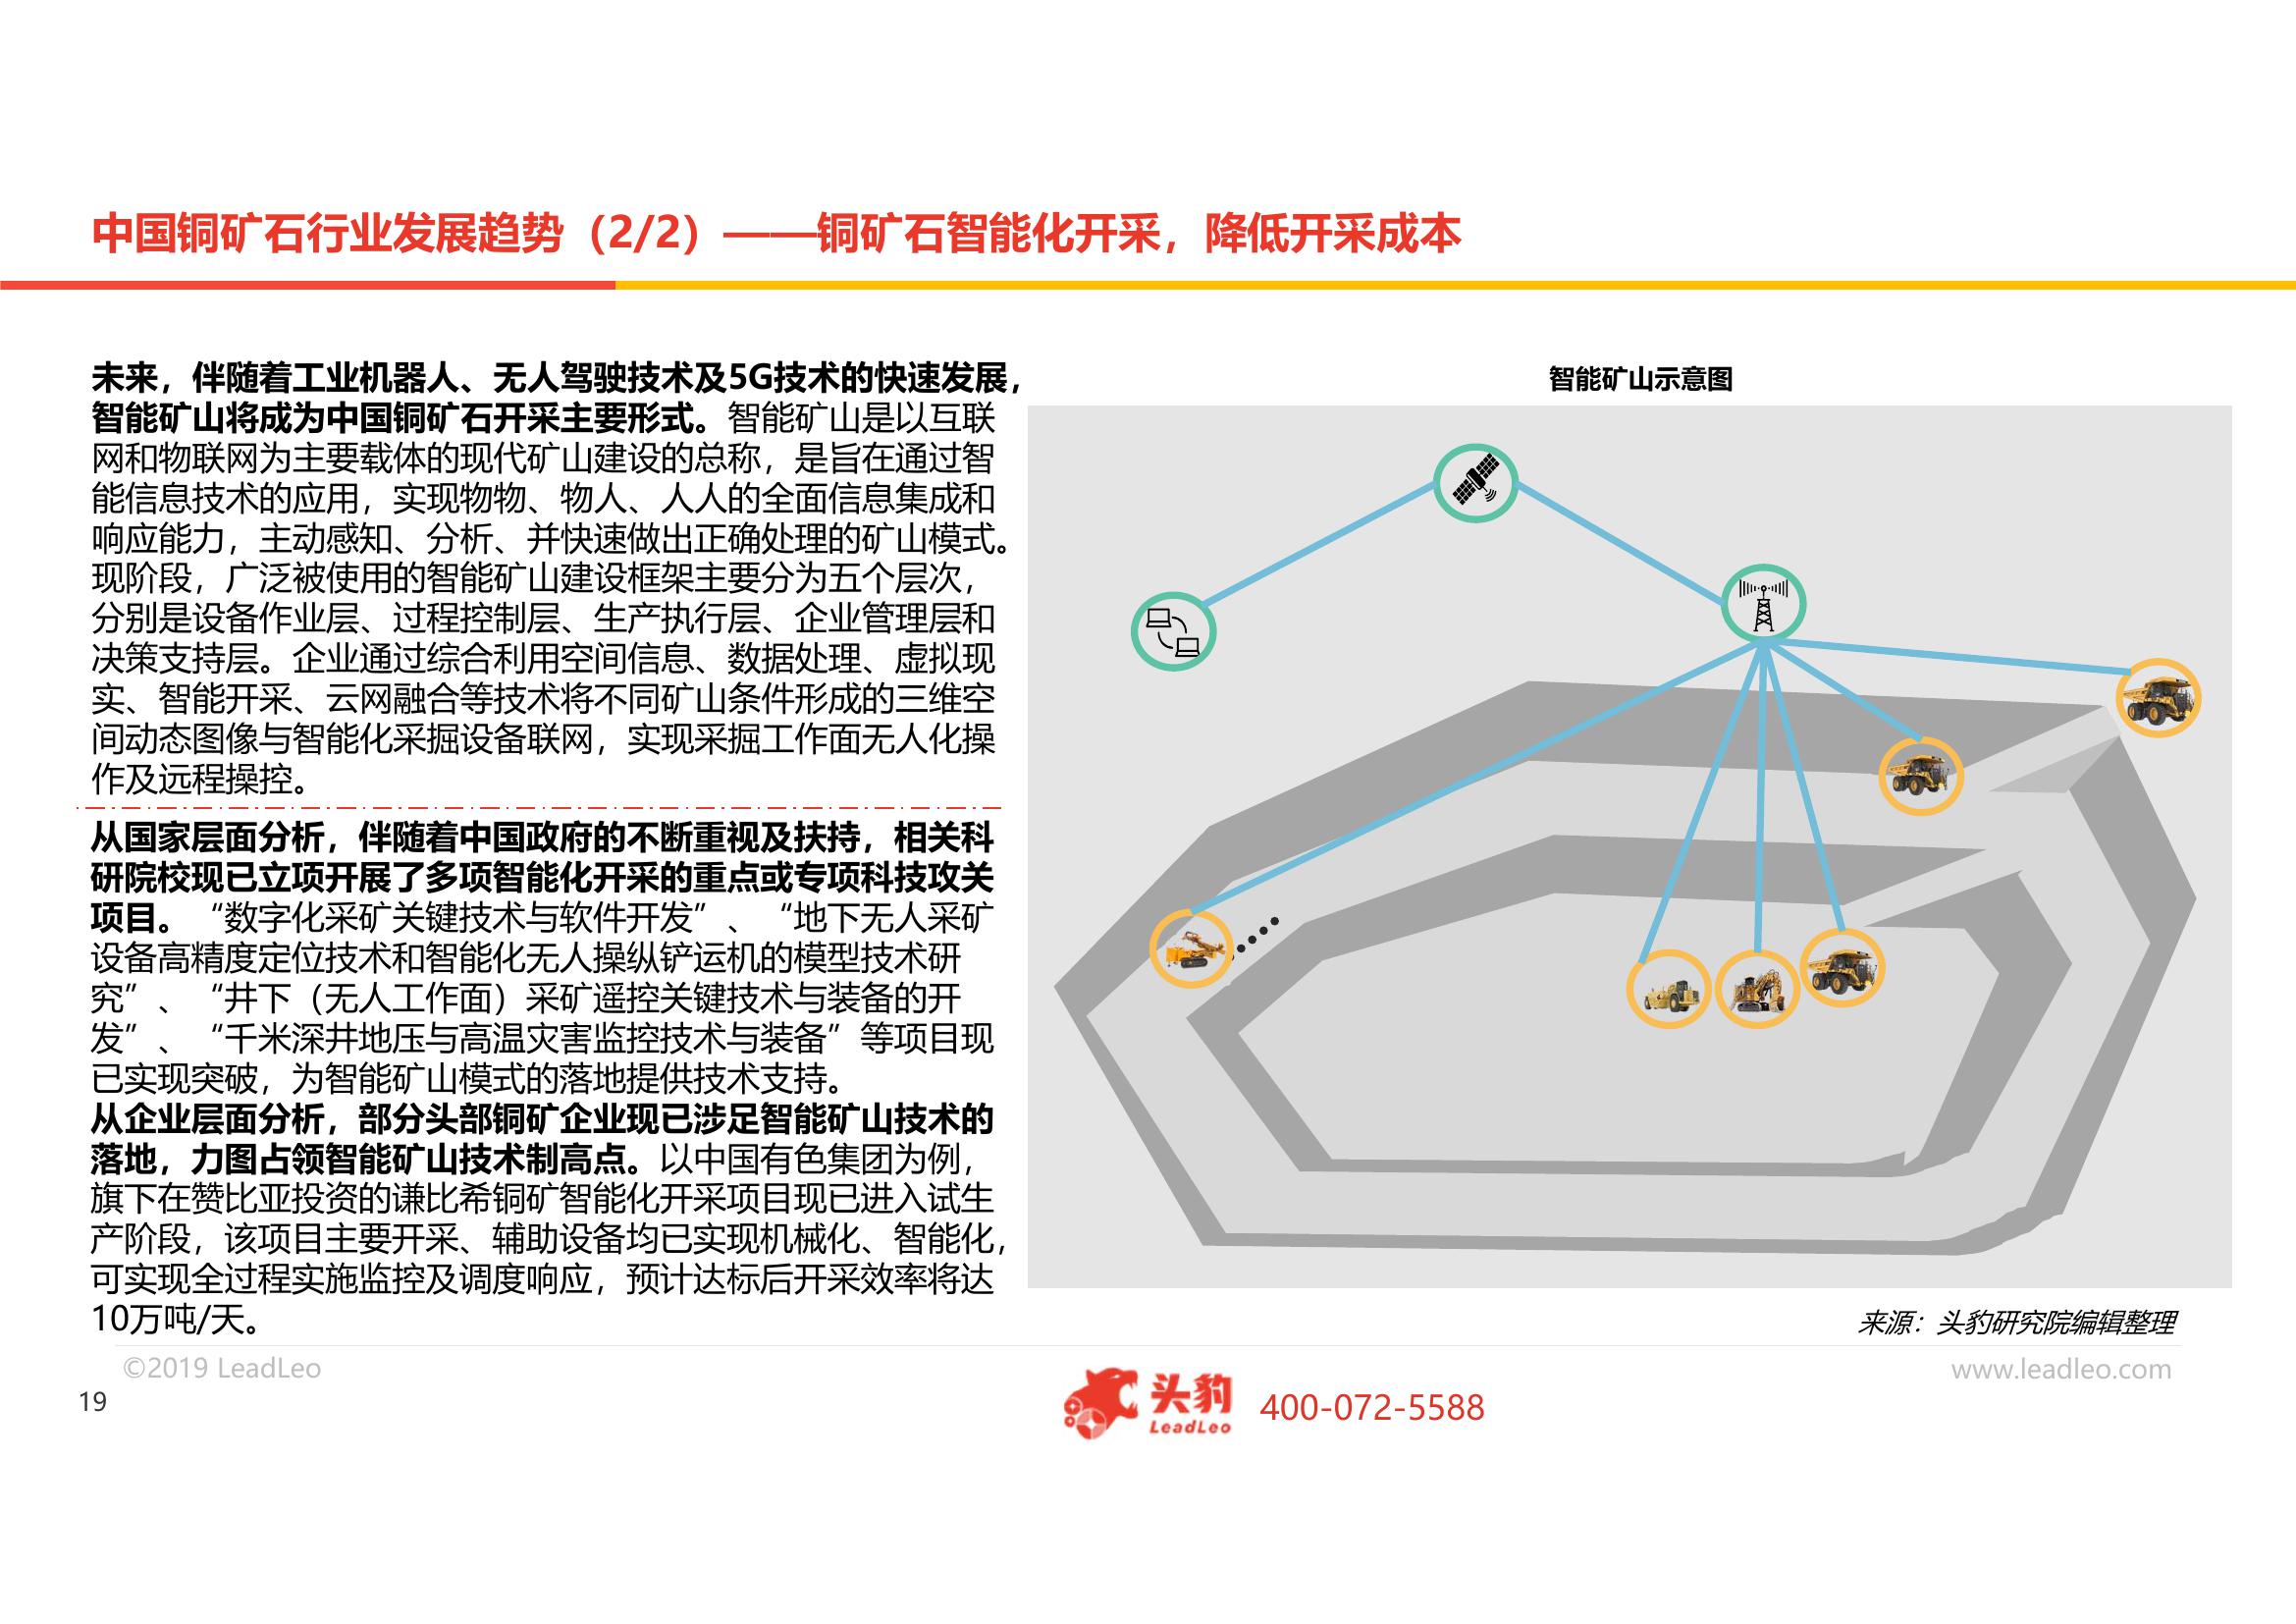 中国铜矿石行业发展趋势（2/2）——铜矿石智能化开采，降低开采成本
未来，伴随着工业机器人、无人驾驶技术及5G技术的快速发展，
智能矿山将成为中国铜矿石开采主要形式。智能矿山是以互联
网和物联网为主要载体的现代矿山建设的总称，是旨在通过智
能信息技术的应用，实现物物、物人、人人的全面信息集成和
响应能力，主动感知、分析、并快速做出正确处理的矿山模式。
现阶段，广泛被使用的智能矿山建设框架主要分为五个层次，
分别是设备作业层、过程控制层、生产执行层、企业管理层和
决策支持层。企业通过综合利用空间信息、数据处理、虚拟现
实、智能开采、云网融合等技术将不同矿山条件形成的三维空
间动态图像与智能化采掘设备联网，实现采掘工作面无人化操
作及远程操控。
从国家层面分析，伴随着中国政府的不断重视及扶持，相关科
研院校现已立项开展了多项智能化开采的重点或专项科技攻关
项目。“数字化采矿关键技术与软件开发”、“地下无人采矿
设备高精度定位技术和智能化无人操纵铲运机的模型技术研
究”、“井下（无人工作面）采矿遥控关键技术与装备的开
发”、“千米深井地压与高温灾害监控技术与装备”等项目现
已实现突破，为智能矿山模式的落地提供技术支持。
从企业层面分析，部分头部铜矿企业现已涉足智能矿山技术的
落地，力图占领智能矿山技术制高点。以中国有色集团为例，
旗下在赞比亚投资的谦比希铜矿智能化开采项目现已进入试生
产阶段，该项目主要开采、辅助设备均已实现机械化、智能化，
可实现全过程实施监控及调度响应，预计达标后开采效率将达
10万吨/天。
智能矿山示意图
来源：头豹研究院编辑整理
©2019 LeadLeo
www.leadleo.com
19
头豹
LeadLeo
400-072-5588